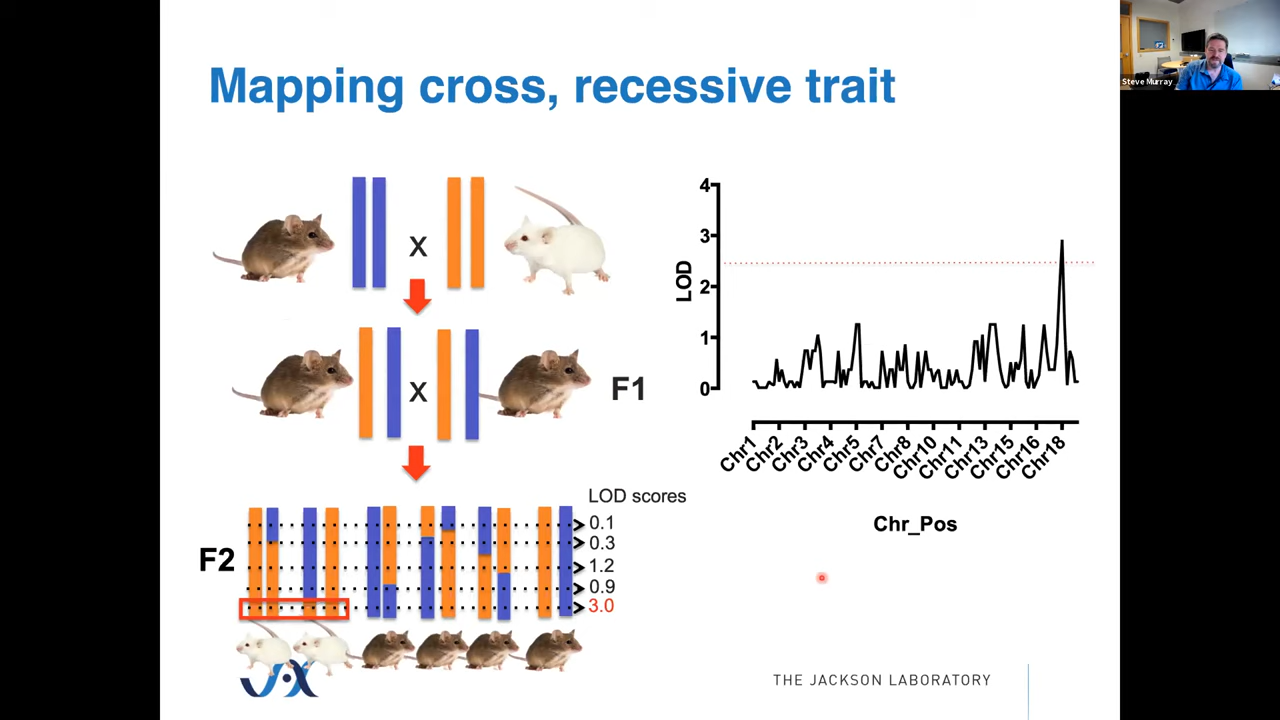 Mapping cross, recessive trait
Steve Murray
X
X
F1
F2
LOD scores
0.1
0.3
1.2
0.9
3.0
4
3
2
1
0
LOD
Chr1
Chr2
Chr3
Chr4
Chr5
Chr7
Chr8
Chr10
Chr11
Chr13
Chr15
Chr16
Chr18
Chr_Pos
JAX
THE JACKSON LABORATORY